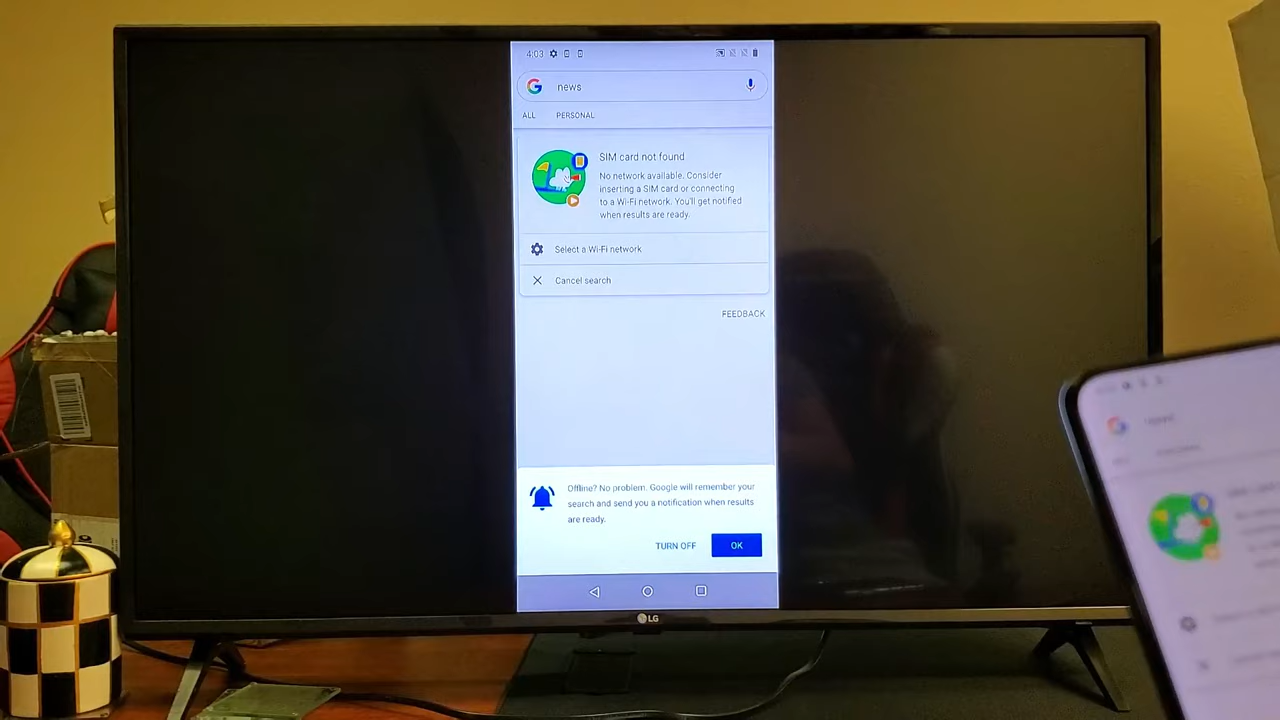 4:03
news
ALL PERSONAL
SIM card not found
No network available. Consider
inserting a SIM card or connecting
to a Wi-Fi network. You'll get notified
when results are ready.
Select a Wi-Fi network
Cancel search
FEEDBACK
Offline? No problem. Google will remember your
search and send you a notification when results
are ready.
TURN OFF OK
LG